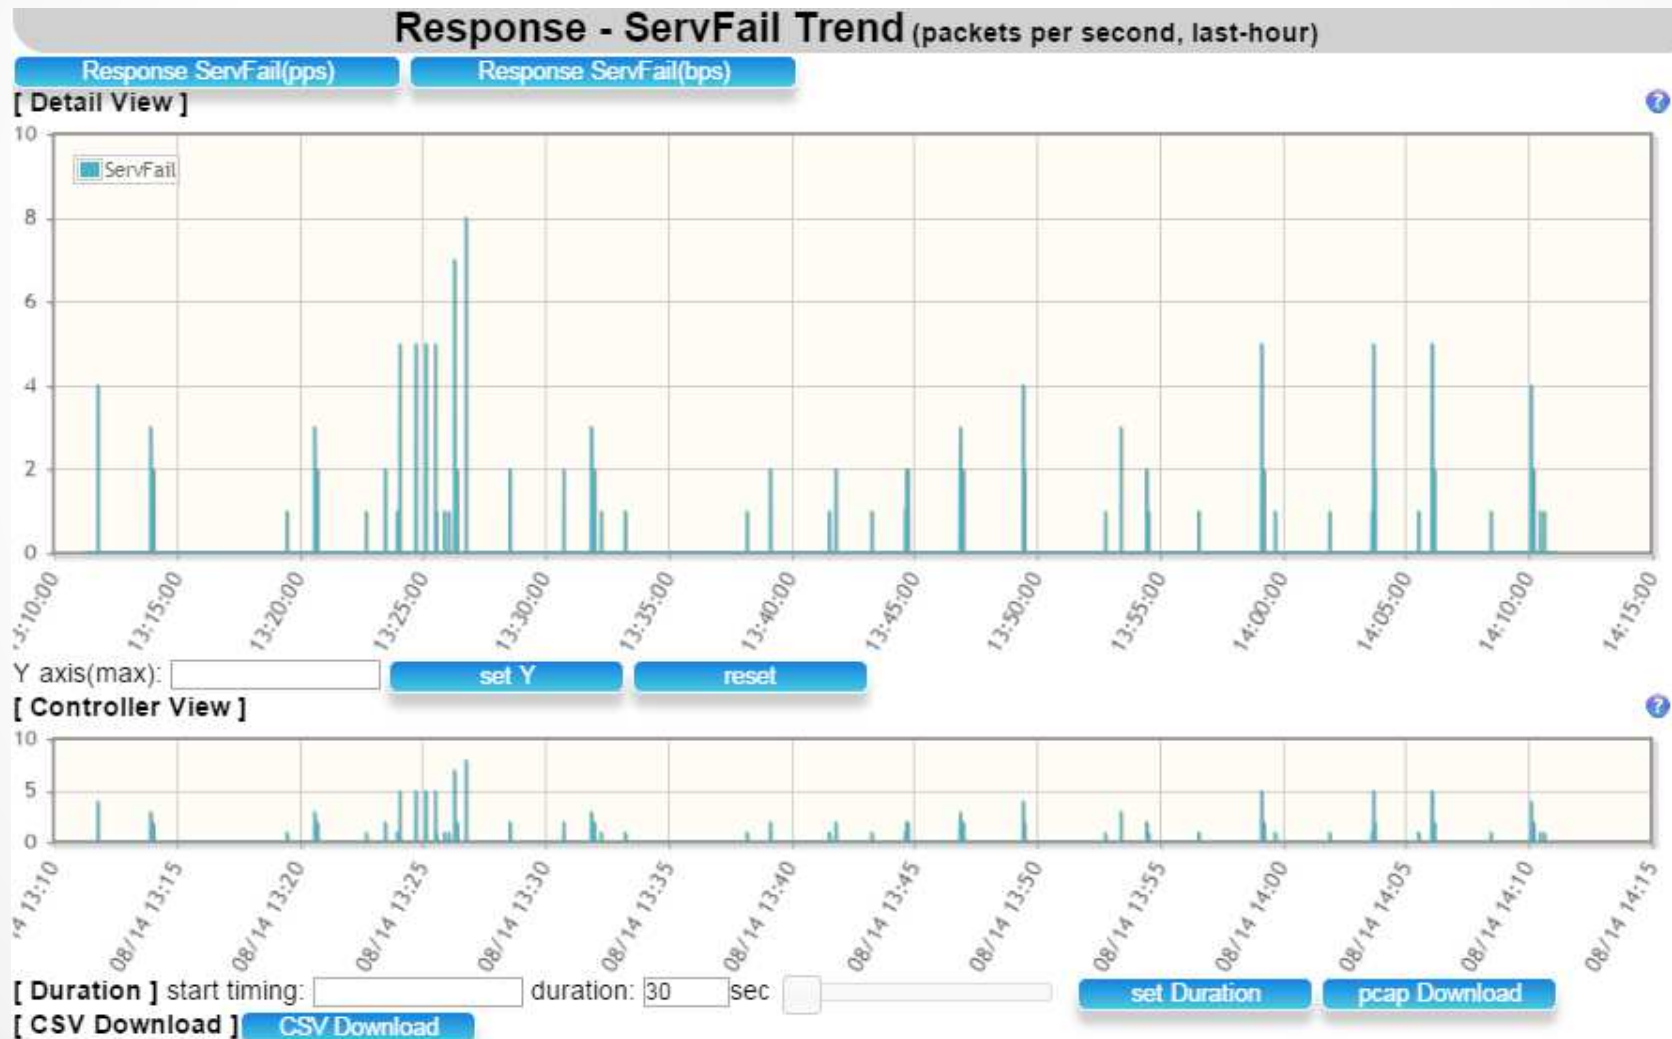 Response - ServFail Trend (packets per second, last-hour)
Response ServFail(pps) Response ServFail(bps)
[ Detail View ] ?
10
ServFail
8
6
4
2
0
3:10:00 13:15:00 13:20:00 13:25:00 13:30:00 13:35:00 13:40:00 13:45:00 13:50:00 13:55:00 14:00:00 14:05:00 14:10:00 14:15:00
Y axis(max): set Y reset
[ Controller View ] ?
10
5
0
4 13:10 08/14 13:15 08/14 13:20 08/14 13:25 08/14 13:30 08/14 13:35 08/14 13:40 08/14 13:45 08/14 13:50 08/14 13:55 08/14 14:00 08/14 14:05 08/14 14:10 08/14 14:15
[ Duration ] start timing: duration: 30 sec set Duration pcap Download
[ CSV Download ] CSV Download